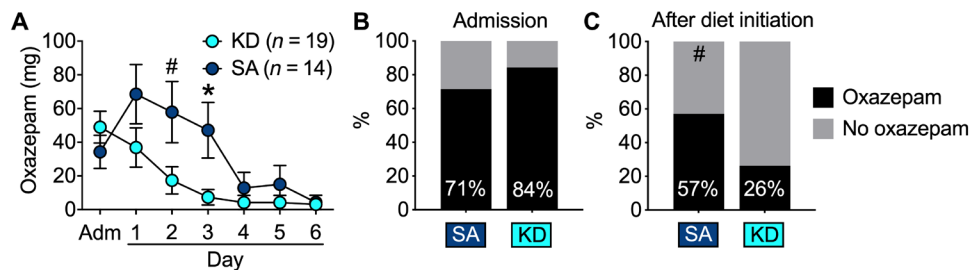 A
KD (n = 19)
SA (n = 14)
Oxazepam (mg)
100
80
60
40
20
0
#
*
Adm 1 2 3 4 5 6
Day
B
Admission
%
100
80
60
40
20
0
71% 84%
SA KD
C
After diet initiation
%
100
80
60
40
20
0
#
57% 26%
SA KD
Oxazepam
No oxazepam